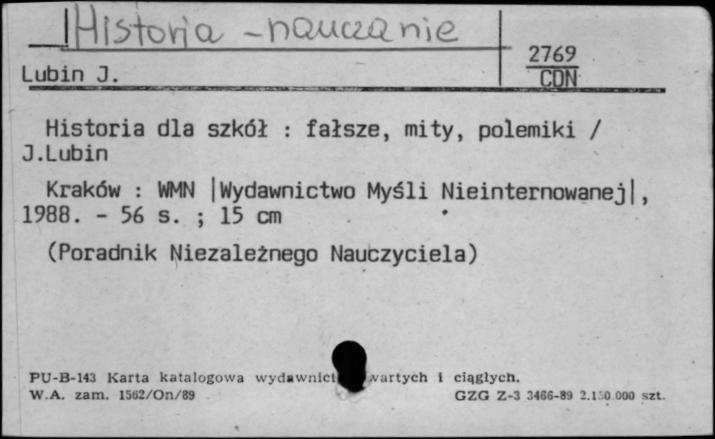 Historia - nauczanie
2769
CDN
Lubin J.
Historia dla szkół : fałsze, mity, polemiki /
J.Lubin
Kraków : WMN |Wydawnictwo Myśli Nieinternowanej|,
1988. - 56 s. ; 15 cm
(Poradnik Niezależnego Nauczyciela)
PU-B-143 Karta katalogowa wydawnict wartych i ciągłych.
W.A. zam. 1562/On/89 GZG Z-3 3466-89 2.150.000 szt.